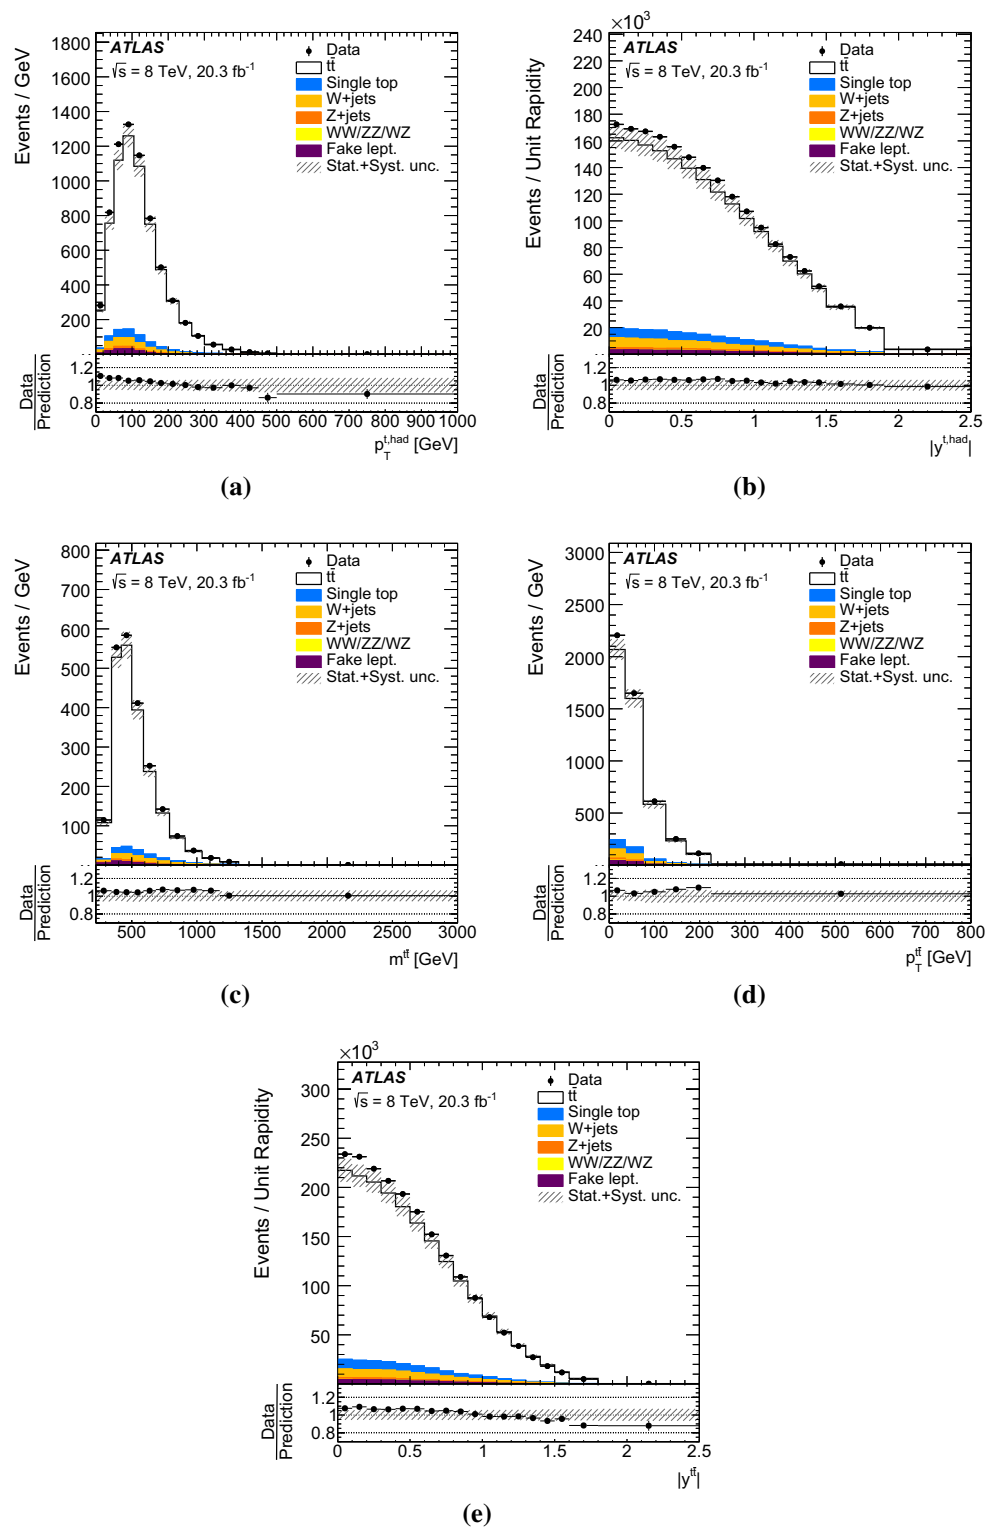 ATLAS
√s = 8 TeV, 20.3 fb⁻¹
Events / GeV
1800
1600
1400
1200
1000
800
600
400
200
Data
tt̄
Single top
W+jets
Z+jets
WW/ZZ/WZ
Fake lept.
Stat.+Syst. unc.
Data
Prediction
1.2
1
0.8
0 100 200 300 400 500 600 700 800 900 1000
p_T^{t,had} [GeV]
(a)
×10³
ATLAS
√s = 8 TeV, 20.3 fb⁻¹
Events / Unit Rapidity
240
220
200
180
160
140
120
100
80
60
40
20
Data
tt̄
Single top
W+jets
Z+jets
WW/ZZ/WZ
Fake lept.
Stat.+Syst. unc.
Data
Prediction
1.2
1
0.8
0 0.5 1 1.5 2 2.5
|y^{t,had}|
(b)
ATLAS
√s = 8 TeV, 20.3 fb⁻¹
Events / GeV
800
700
600
500
400
300
200
100
Data
tt̄
Single top
W+jets
Z+jets
WW/ZZ/WZ
Fake lept.
Stat.+Syst. unc.
Data
Prediction
1.2
1
0.8
500 1000 1500 2000 2500 3000
m^{tt̄} [GeV]
(c)
ATLAS
√s = 8 TeV, 20.3 fb⁻¹
Events / GeV
3000
2500
2000
1500
1000
500
Data
tt̄
Single top
W+jets
Z+jets
WW/ZZ/WZ
Fake lept.
Stat.+Syst. unc.
Data
Prediction
1.2
1
0.8
0 100 200 300 400 500 600 700 800
p_T^{tt̄} [GeV]
(d)
×10³
ATLAS
√s = 8 TeV, 20.3 fb⁻¹
Events / Unit Rapidity
300
250
200
150
100
50
Data
tt̄
Single top
W+jets
Z+jets
WW/ZZ/WZ
Fake lept.
Stat.+Syst. unc.
Data
Prediction
1.2
1
0.8
0 0.5 1 1.5 2 2.5
|y^{tt̄}|
(e)